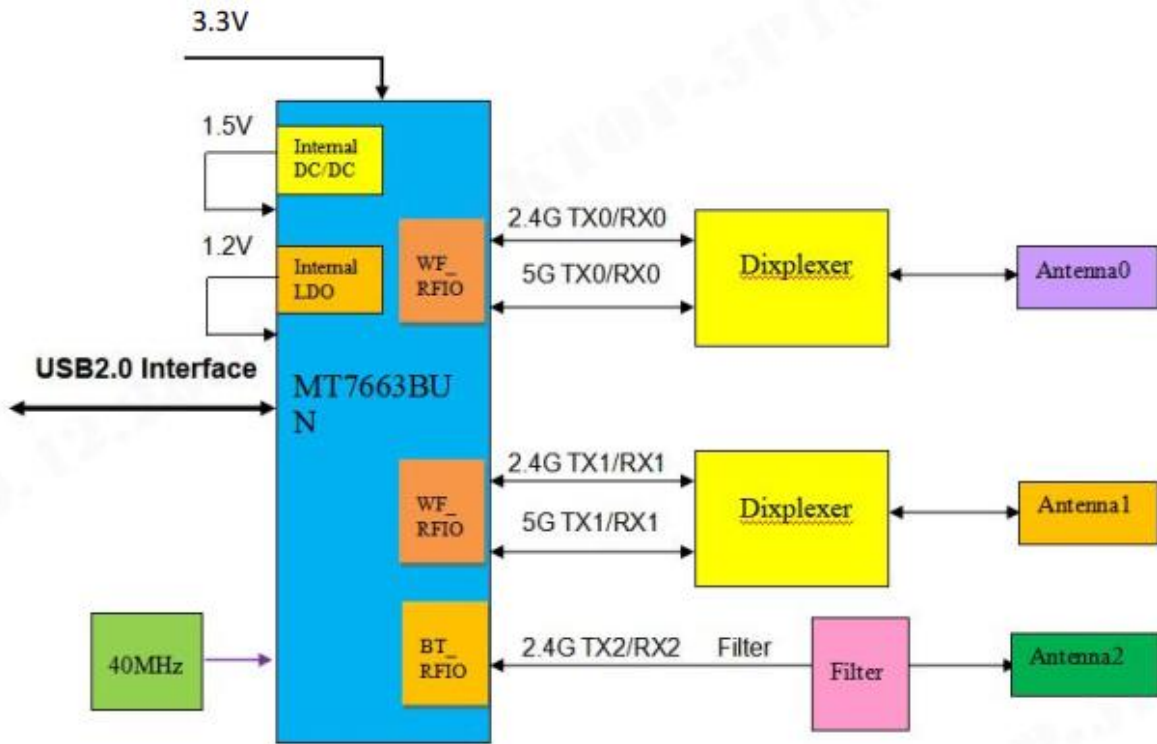 3.3V
1.5V
Internal
DC/DC
1.2V
Internal
LDO
WF_
RFIO
2.4G TX0/RX0
5G TX0/RX0
Dixplexer
Antenna0
USB2.0 Interface
MT7663BU
N
WF_
RFIO
2.4G TX1/RX1
5G TX1/RX1
Dixplexer
Antenna1
40MHz
BT_
RFIO
2.4G TX2/RX2 Filter
Filter
Antenna2